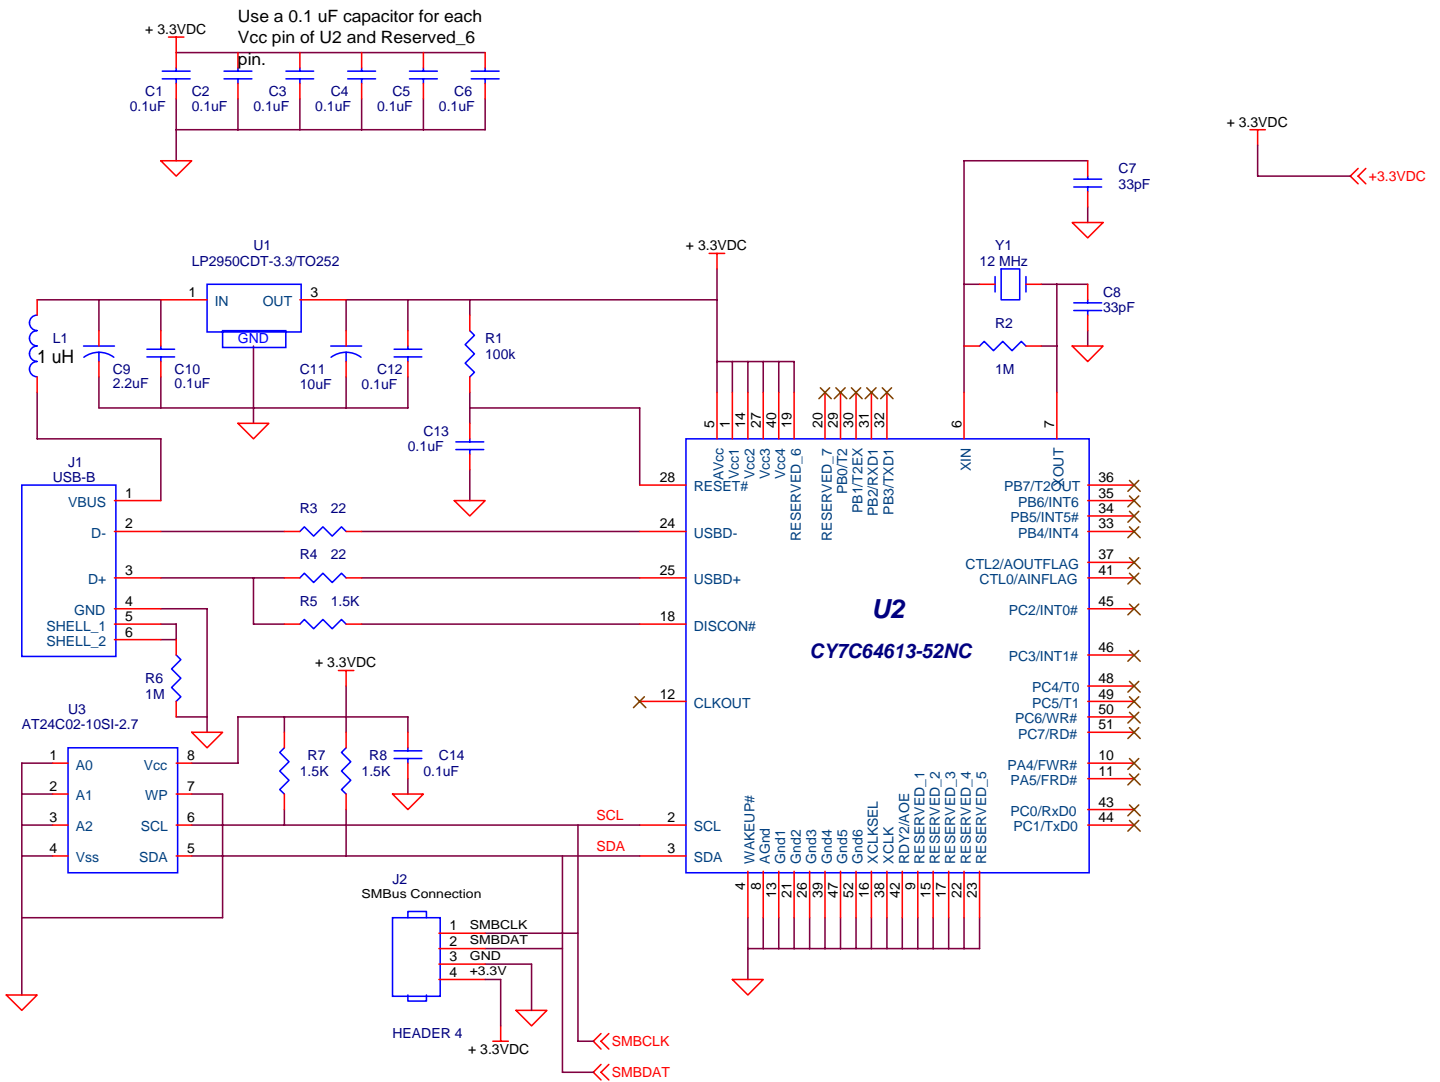 Use a 0.1 uF capacitor for each
Vcc pin of U2 and Reserved_6
pin.
+ 3.3VDC
C1
0.1uF
C2
0.1uF
C3
0.1uF
C4
0.1uF
C5
0.1uF
C6
0.1uF
+ 3.3VDC
+3.3VDC
C7
33pF
Y1
12 MHz
C8
33pF
R2
1M
U1
LP2950CDT-3.3/TO252
1
IN
OUT
3
GND
+ 3.3VDC
L1
1 uH
C9
2.2uF
C10
0.1uF
C11
10uF
C12
0.1uF
R1
100k
C13
0.1uF
J1
USB-B
VBUS
1
D-
2
D+
3
GND
4
SHELL_1
5
SHELL_2
6
R3 22
R4 22
R5 1.5K
R6
1M
U2
CY7C64613-52NC
5
1
14
27
40
19
20
29
30
31
32
6
7
AVcc
Vcc1
Vcc2
Vcc3
Vcc4
RESERVED_6
RESERVED_7
PB0/T2
PB1/T2EX
PB2/RXD1
PB3/TXD1
XIN
XOUT
28
RESET#
24
USBD-
25
USBD+
18
DISCON#
12
CLKOUT
2
SCL
3
SDA
PB7/T2OUT
36
PB6/INT6
35
PB5/INT5#
34
PB4/INT4
33
CTL2/AOUTFLAG
37
CTL0/AINFLAG
41
PC2/INT0#
45
PC3/INT1#
46
PC4/T0
48
PC5/T1
49
PC6/WR#
50
PC7/RD#
51
PA4/FWR#
10
PA5/FRD#
11
PC0/RxD0
43
PC1/TxD0
44
WAKEUP#
AGnd
Gnd1
Gnd2
Gnd3
Gnd4
Gnd5
Gnd6
XCLKSEL
XCLK
RDY2/AOE
RESERVED_1
RESERVED_2
RESERVED_3
RESERVED_4
RESERVED_5
4
8
13
21
26
39
47
52
16
38
42
9
15
17
22
23
+ 3.3VDC
U3
AT24C02-10SI-2.7
1
A0
Vcc
8
2
A1
WP
7
3
A2
SCL
6
4
Vss
SDA
5
R7
1.5K
R8
1.5K
C14
0.1uF
SCL
SDA
J2
SMBus Connection
1 SMBCLK
2 SMBDAT
3 GND
4 +3.3V
HEADER 4
+ 3.3VDC
SMBCLK
SMBDAT